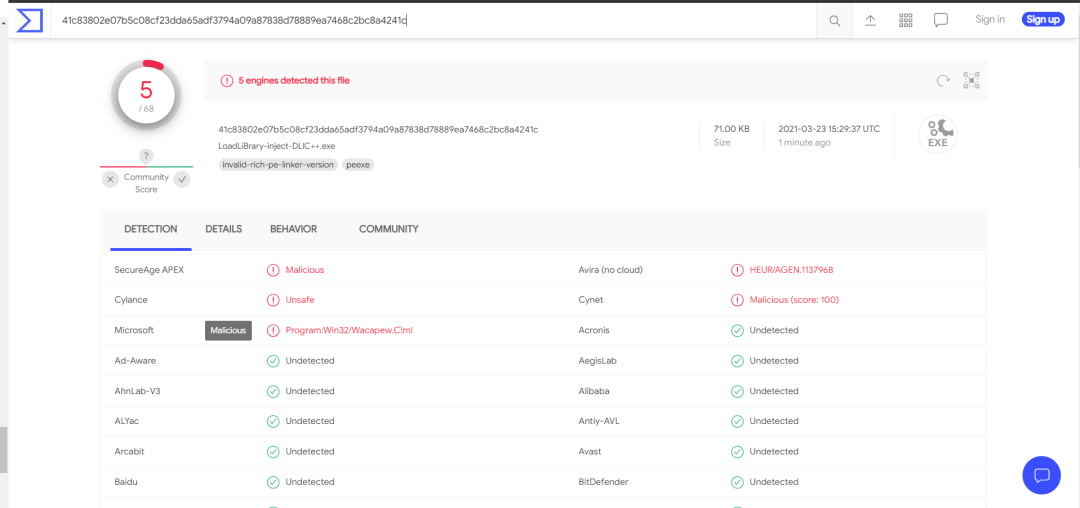 41c83802e07b5c08cf23dda65adf3794a09a87838d78889ea7468c2bc8a4241c
Sign in
Sign up
5
/ 68
5 engines detected this file
41c83802e07b5c08cf23dda65adf3794a09a87838d78889ea7468c2bc8a4241c
LoadLiBrary-inject-DLlC++.exe
invalid-rich-pe-linker-version peexe
71.00 KB
Size
2021-03-23 15:29:37 UTC
1 minute ago
EXE
?
Community
Score
DETECTION DETAILS BEHAVIOR COMMUNITY
SecureAge APEX Malicious Avira (no cloud) HEUR/AGEN.1137968
Cylance Unsafe Cynet Malicious (score: 100)
Microsoft Malicious Program:Win32/Wacapew.C!ml Acronis Undetected
Ad-Aware Undetected AegisLab Undetected
AhnLab-V3 Undetected Alibaba Undetected
ALYac Undetected Antiy-AVL Undetected
Arcabit Undetected Avast Undetected
Baidu Undetected BitDefender Undetected